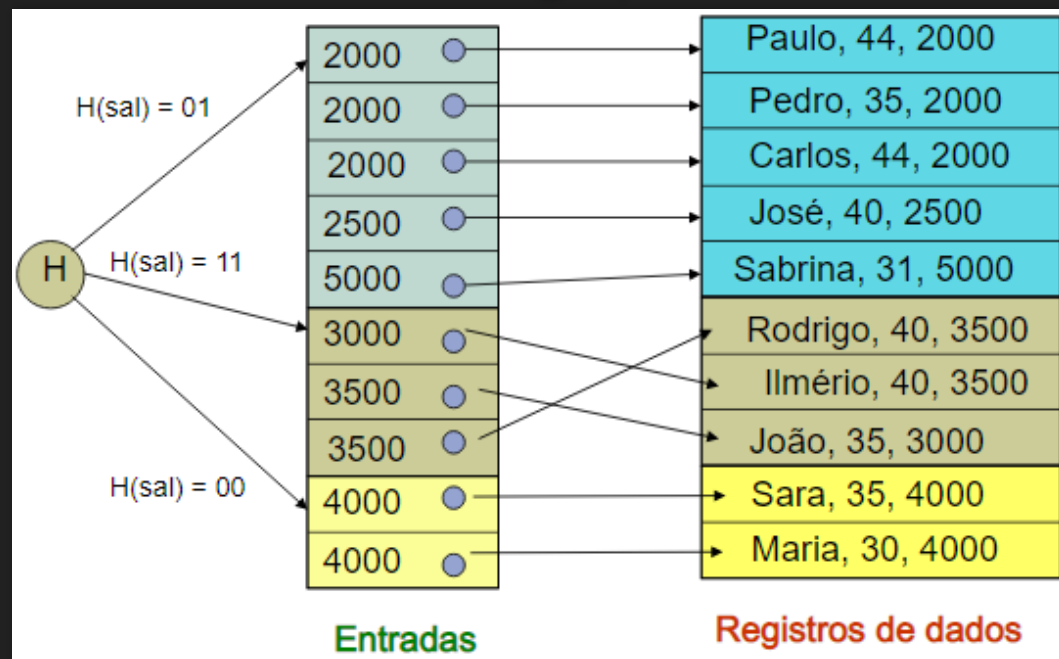 H
H(sal) = 01
H(sal) = 11
H(sal) = 00
2000
2000
2000
2500
5000
3000
3500
3500
4000
4000
Entradas
Paulo, 44, 2000
Pedro, 35, 2000
Carlos, 44, 2000
José, 40, 2500
Sabrina, 31, 5000
Rodrigo, 40, 3500
Ilmério, 40, 3500
João, 35, 3000
Sara, 35, 4000
Maria, 30, 4000
Registros de dados